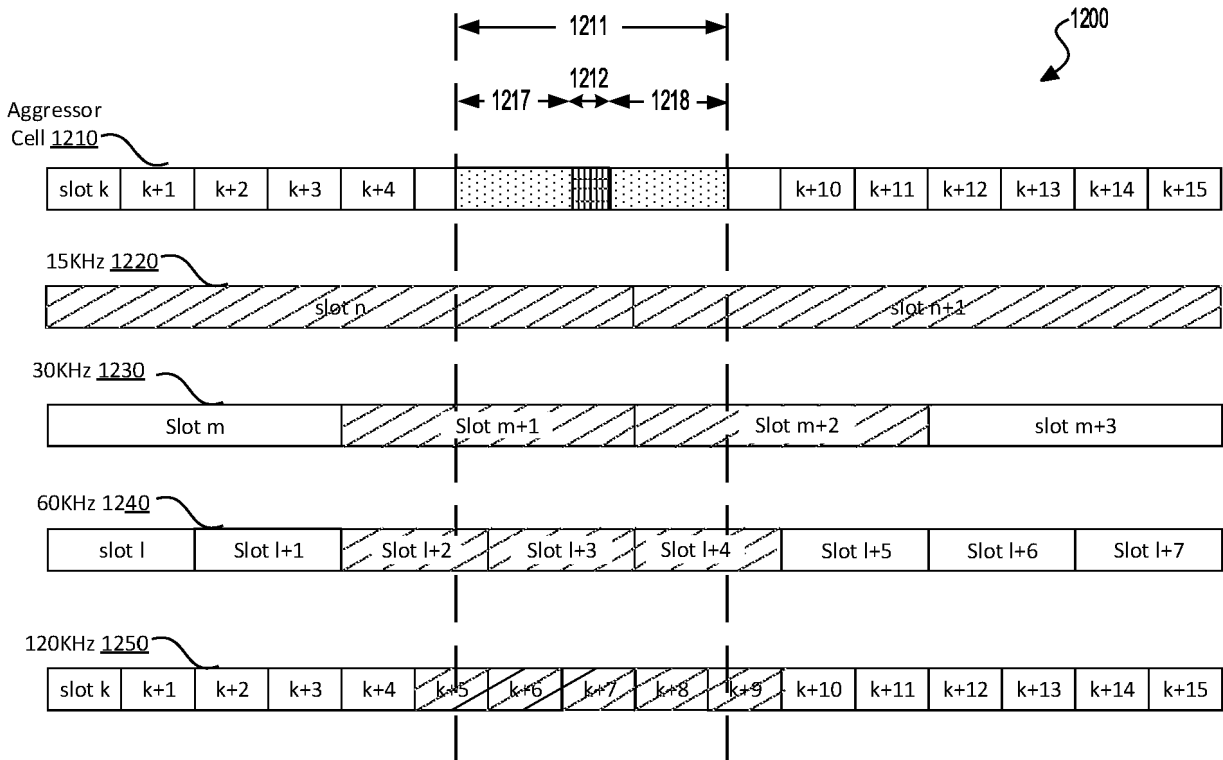 1211
1200
1212
1217 1218
Aggressor
Cell 1210
slot k k+1 k+2 k+3 k+4 k+10 k+11 k+12 k+13 k+14 k+15
15KHz 1220
slot n slot n+1
30KHz 1230
Slot m Slot m+1 Slot m+2 slot m+3
60KHz 1240
slot l Slot l+1 Slot l+2 Slot l+3 Slot l+4 Slot l+5 Slot l+6 Slot l+7
120KHz 1250
slot k k+1 k+2 k+3 k+4 k+5 k+6 k+7 k+8 k+9 k+10 k+11 k+12 k+13 k+14 k+15